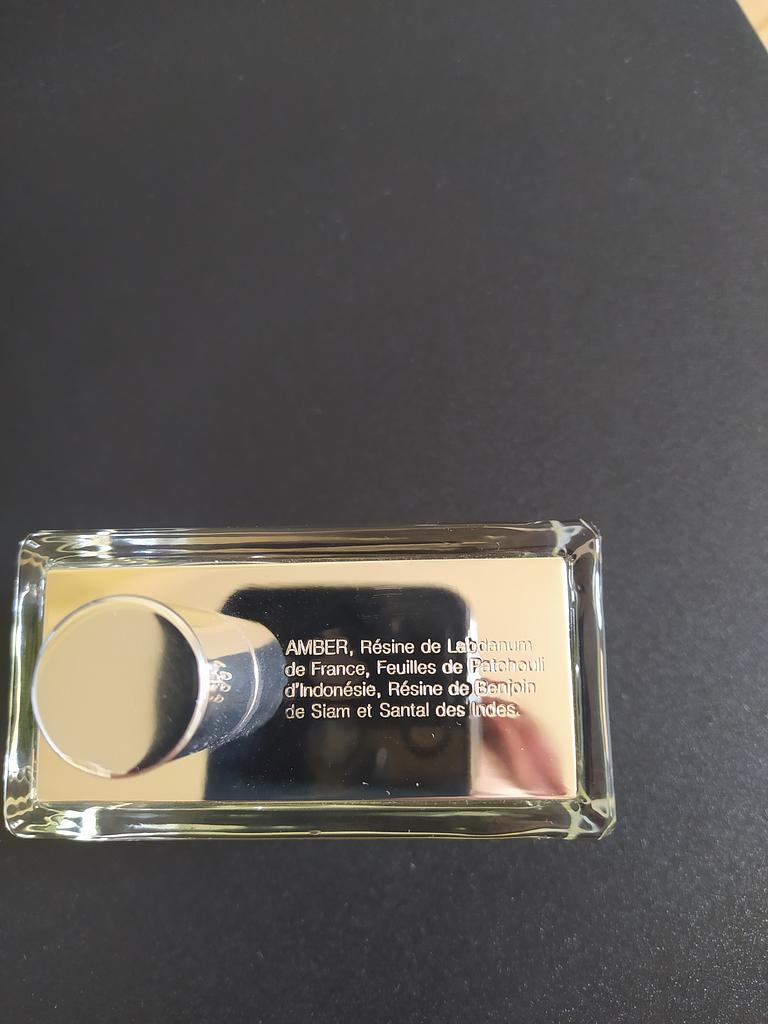 AMBER, Résine de Labdanum
de France, Feuilles de Patchouli
d'Indonésie, Résine de Benjoin
de Siam et Santal des Indes.